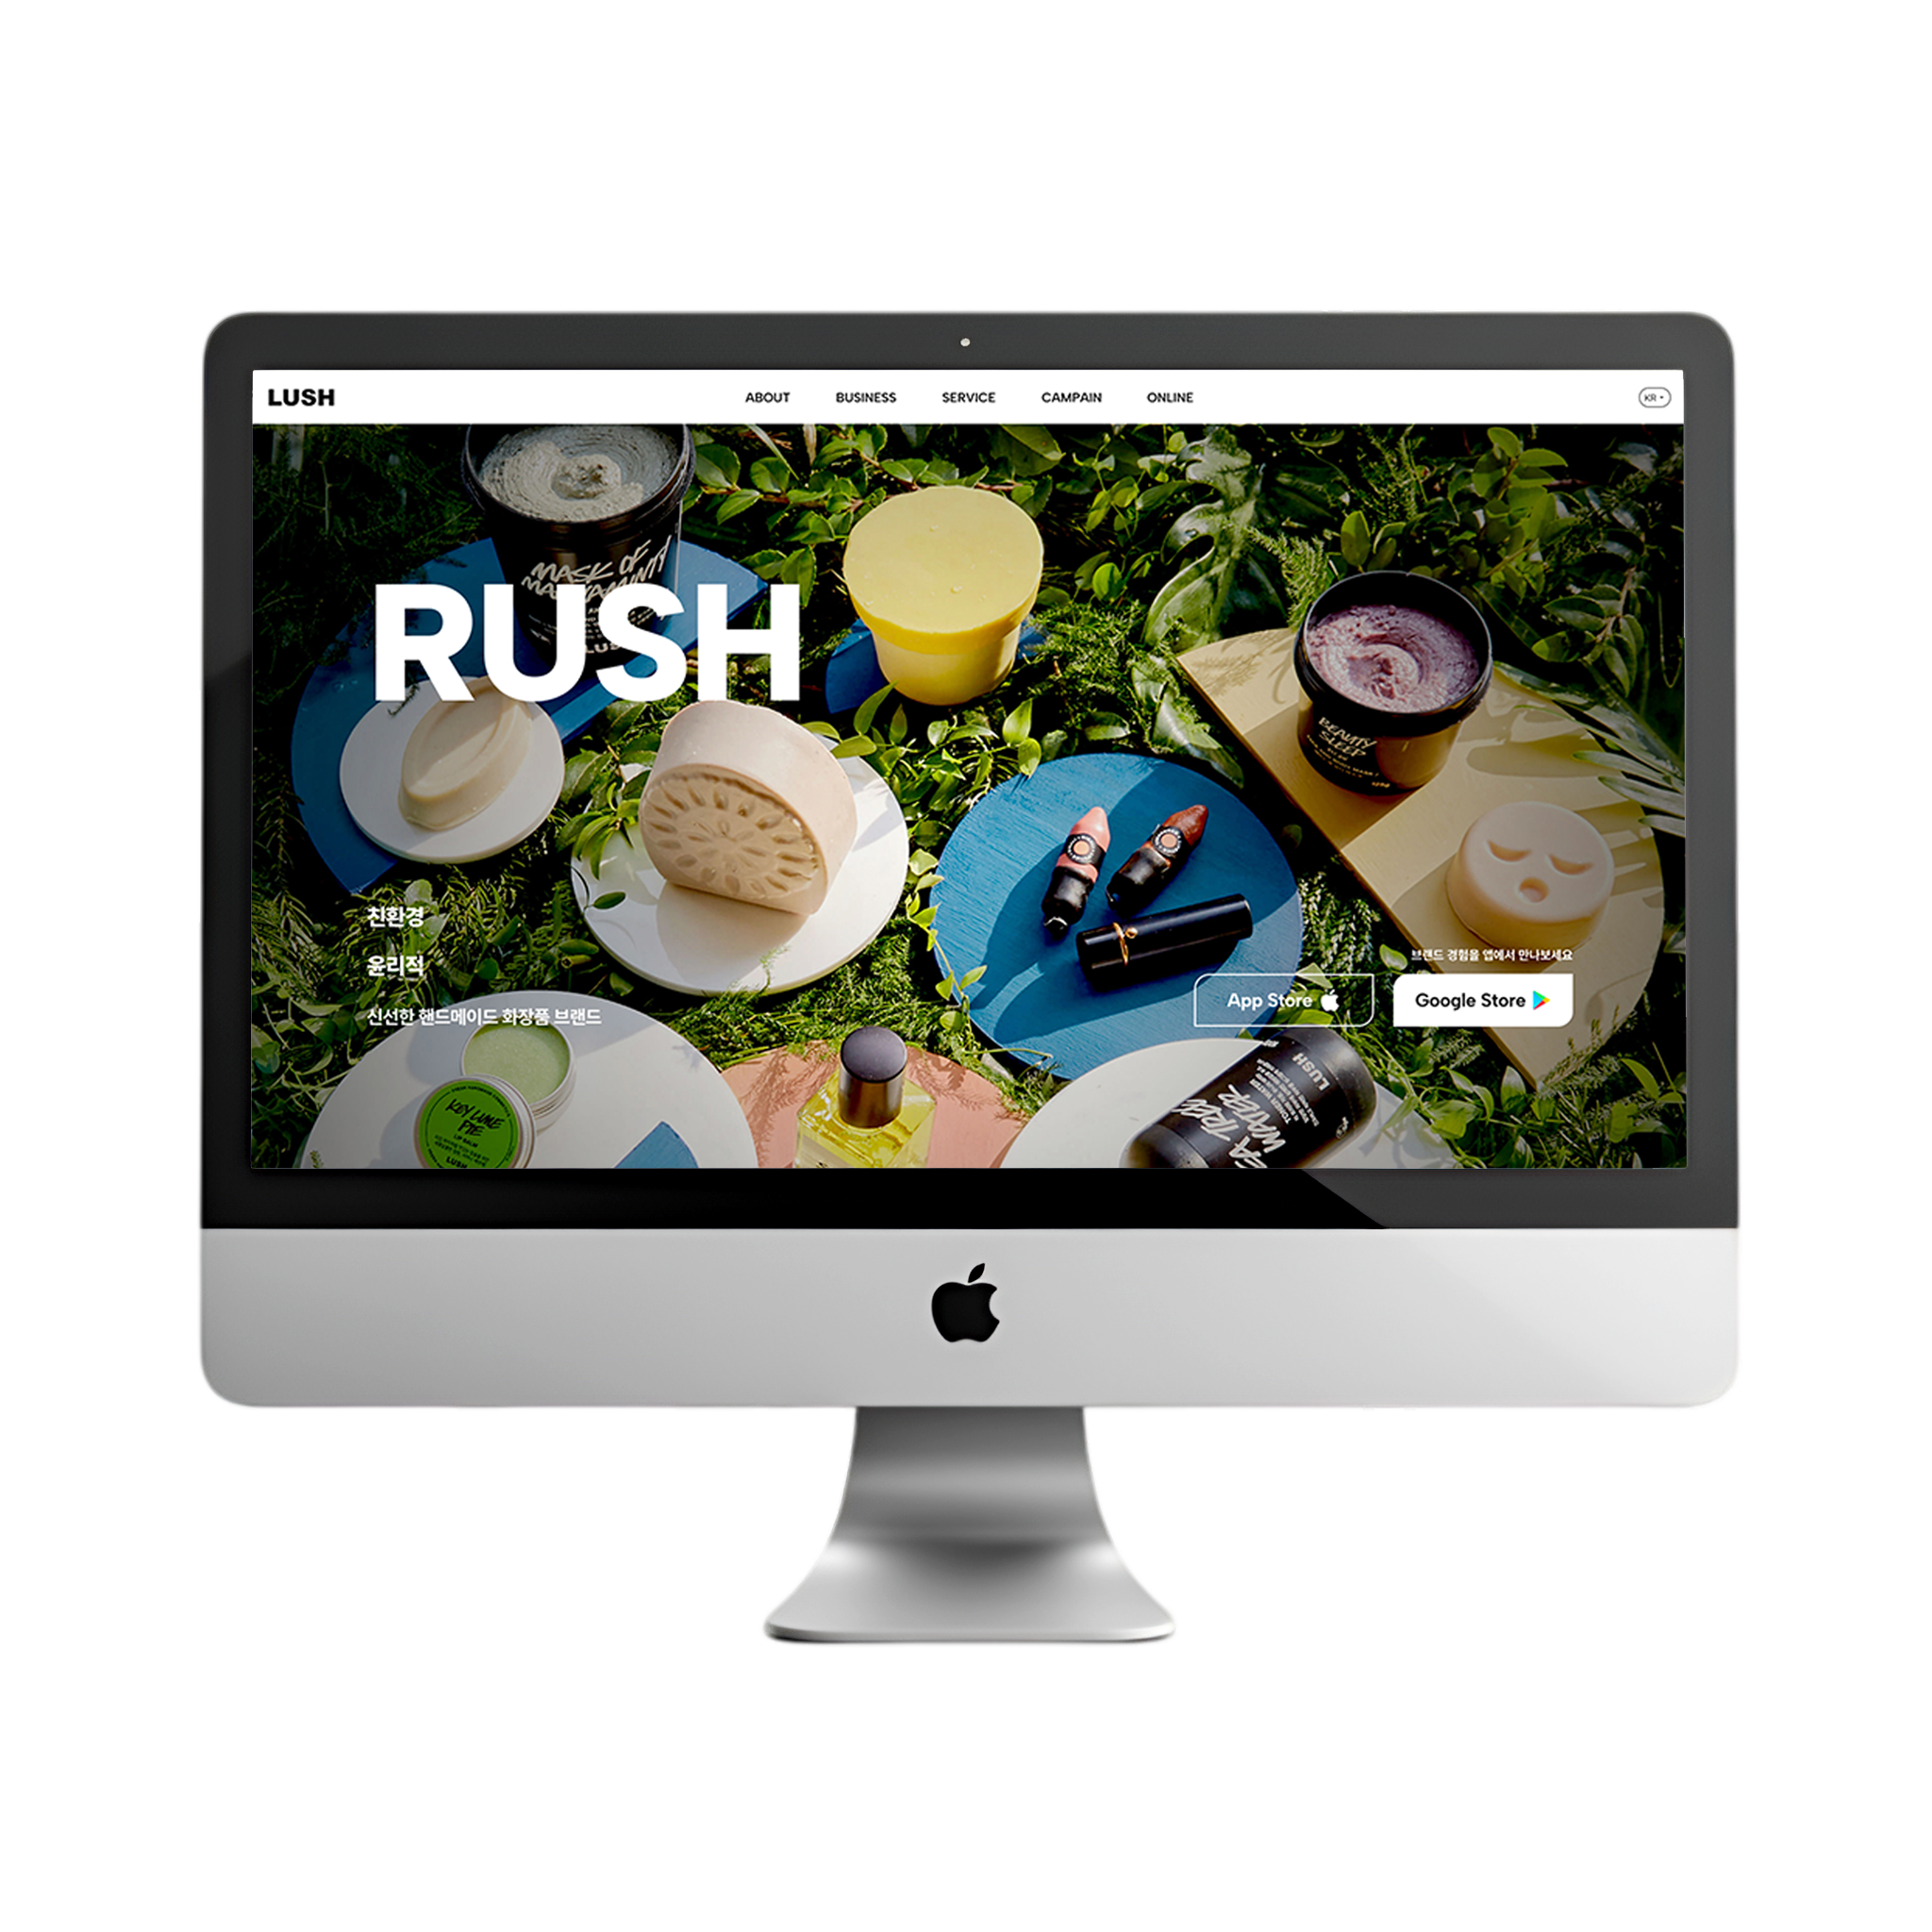 LUSH
ABOUT BUSINESS SERVICE CAMPAIN ONLINE
KR
MASK OF
RUSH
BEAUTY
SLEEP
친환경
윤리적
신선한 핸드메이드 화장품 브랜드
브랜드 경험을 앱에서 만나보세요
App Store
Google Store
KEY LIME
PIE
LIP BALM
LUSH
LUSH
WATER